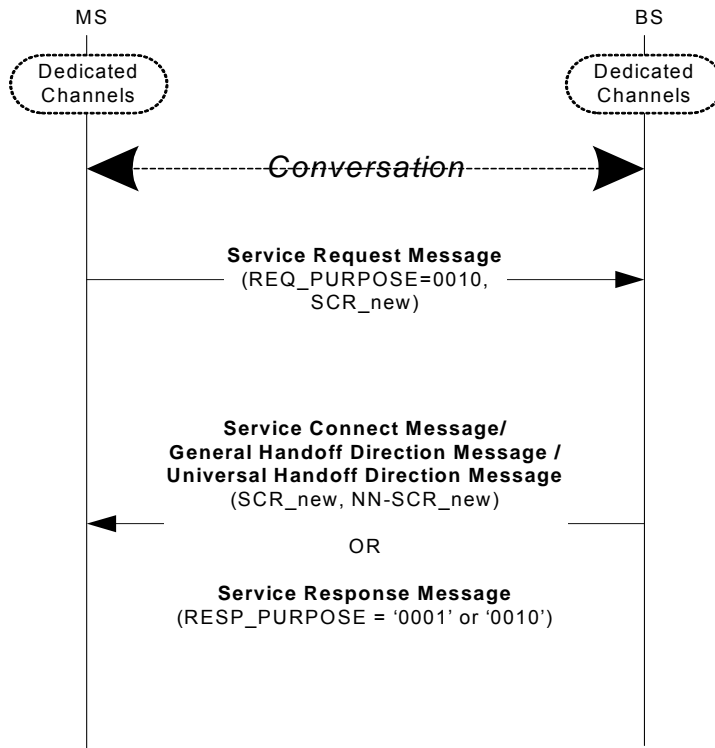 MS
BS
Dedicated
Channels
Dedicated
Channels
Conversation
Service Request Message
(REQ_PURPOSE=0010,
SCR_new)
Service Connect Message/
General Handoff Direction Message /
Universal Handoff Direction Message
(SCR_new, NN-SCR_new)
OR
Service Response Message
(RESP_PURPOSE = ‘0001’ or ‘0010’)